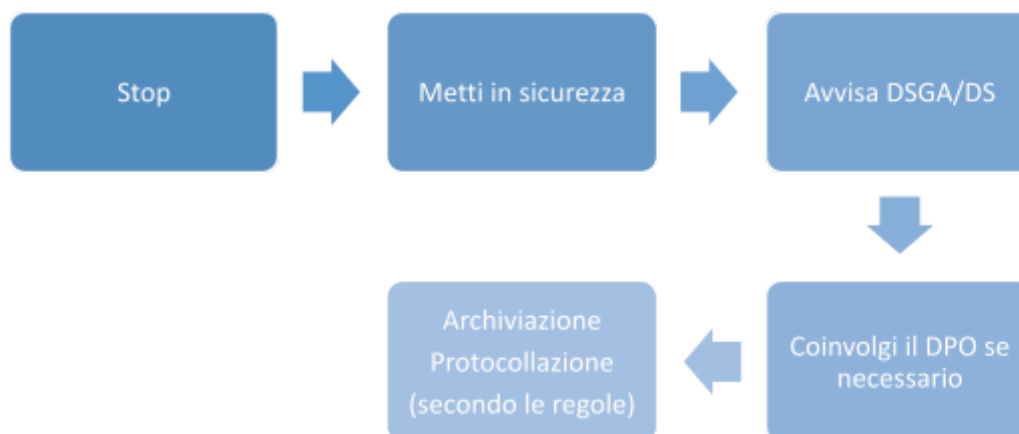 Stop
Metti in sicurezza
Avvisa DSGA/DS
Coinvolgi il DPO se
necessario
Archiviazione
Protocollazione
(secondo le regole)